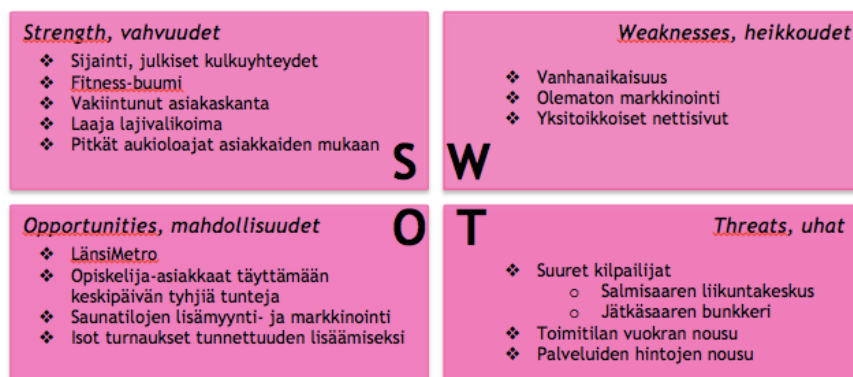 Strength, vahvuudet
❖ Sijainti, julkiset kulkuyhteydet
❖ Fitness-buumi
❖ Vakiintunut asiakaskanta
❖ Laaja lajivalikoima
❖ Pitkät aukioloajat asiakkaiden mukaan
S
Weaknesses, heikkoudet
❖ Vanhanaikaisuus
❖ Olematon markkinointi
❖ Yksitoikkoiset nettisivut
W
Opportunities, mahdollisuudet
❖ LänsiMetro
❖ Opiskelija-asiakkaat täyttämään
keskipäivän tyhjiä tunteja
❖ Saunatilojen lisämyynti- ja markkinointi
❖ Isot turnaukset tunnettuuden lisäämiseksi
O
T
Threats, uhat
❖ Suuret kilpailijat
o Salmisaaren liikuntakeskus
o Jätkäsaaren bunkkeri
❖ Toimitilan vuokran nousu
❖ Palveluiden hintojen nousu